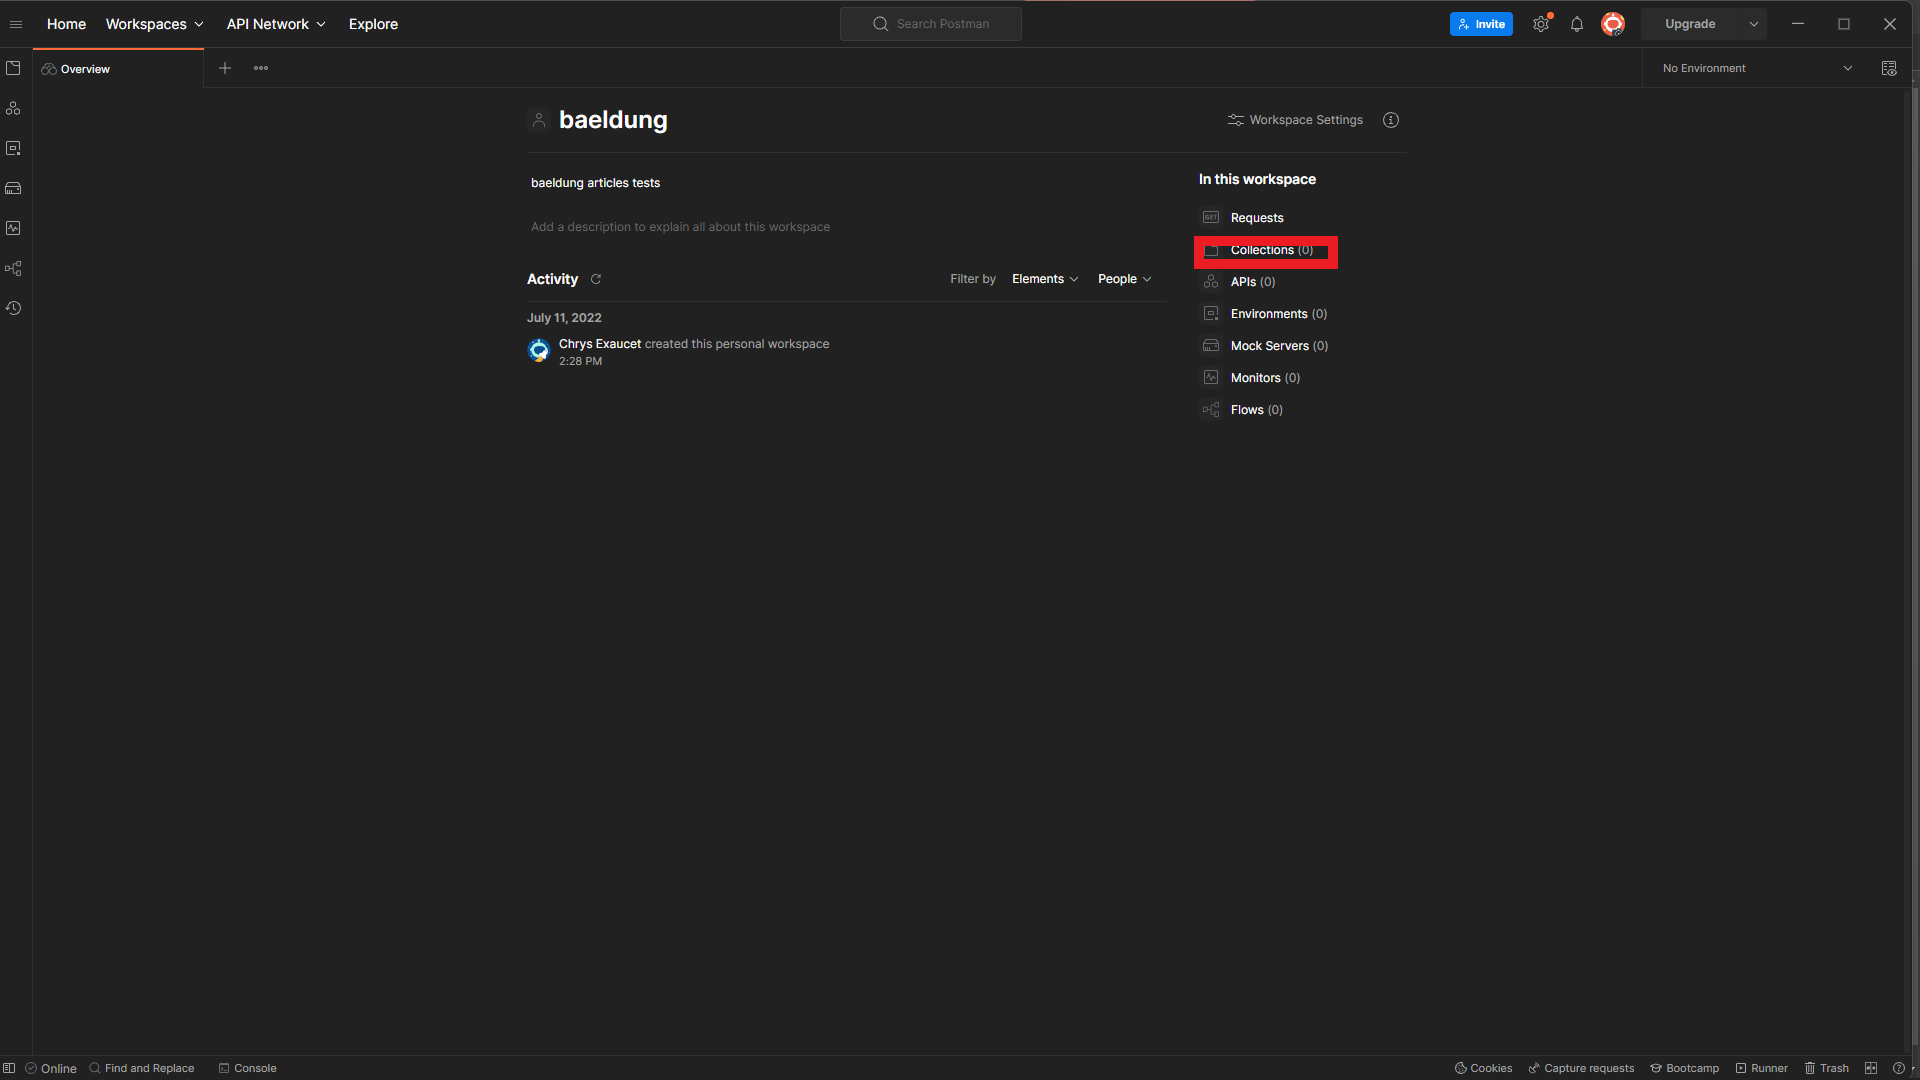 Home Workspaces API Network Explore Search Postman Invite Upgrade
Overview No Environment
baeldung Workspace Settings
baeldung articles tests
Add a description to explain all about this workspace
Activity Filter by Elements People
July 11, 2022
Chrys Exaucet created this personal workspace
2:28 PM
In this workspace
GET Requests
Collections (0)
APIs (0)
Environments (0)
Mock Servers (0)
Monitors (0)
Flows (0)
Online Find and Replace Console Cookies Capture requests Bootcamp Runner Trash